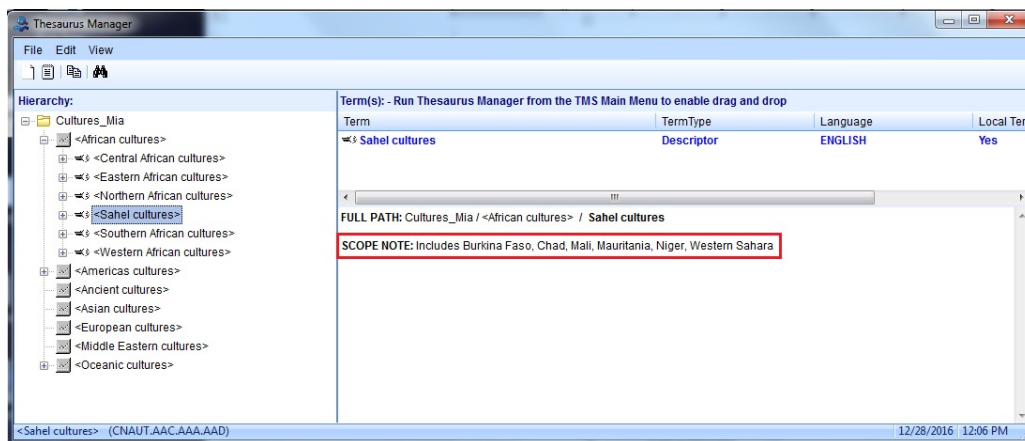 Thesaurus Manager
File Edit View
Hierarchy:
Cultures_Mia
<African cultures>
<Central African cultures>
<Eastern African cultures>
<Northern African cultures>
<Sahel cultures>
<Southern African cultures>
<Western African cultures>
<Americas cultures>
<Ancient cultures>
<Asian cultures>
<European cultures>
<Middle Eastern cultures>
<Oceanic cultures>
Term(s): - Run Thesaurus Manager from the TMS Main Menu to enable drag and drop
Term TermType Language Local Ter
Sahel cultures Descriptor ENGLISH Yes
FULL PATH: Cultures_Mia / <African cultures> / Sahel cultures
SCOPE NOTE: Includes Burkina Faso, Chad, Mali, Mauritania, Niger, Western Sahara
<Sahel cultures> (CNAUT.AAC.AAA.AAD) 12/28/2016 12:06 PM